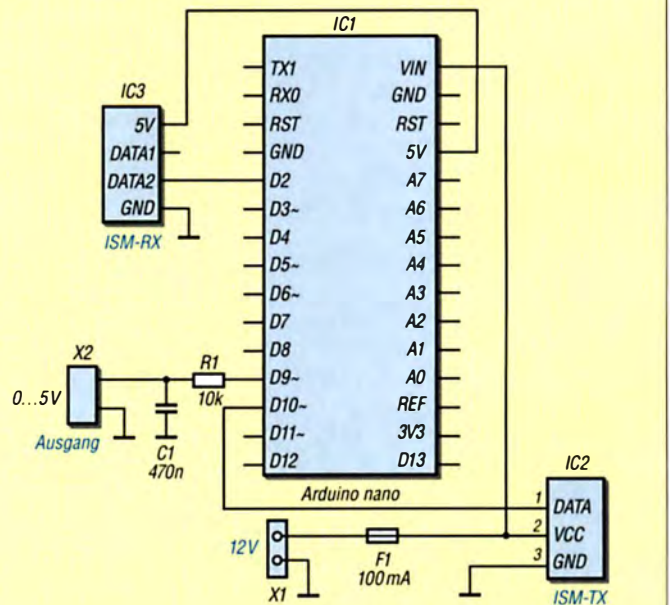 IC1
IC3
5V
DATA1
DATA2
GND
ISM-RX
TX1
RX0
RST
GND
D2
D3~
D4
D5~
D6~
D7
D8
D9~
D10~
D11~
D12
VIN
GND
RST
5V
A7
A6
A5
A4
A3
A2
A1
A0
REF
3V3
D13
Arduino nano
X2
0...5V
Ausgang
R1
10k
C1
470n
12V
X1
F1
100mA
IC2
1 DATA
2 VCC
3 GND
ISM-TX